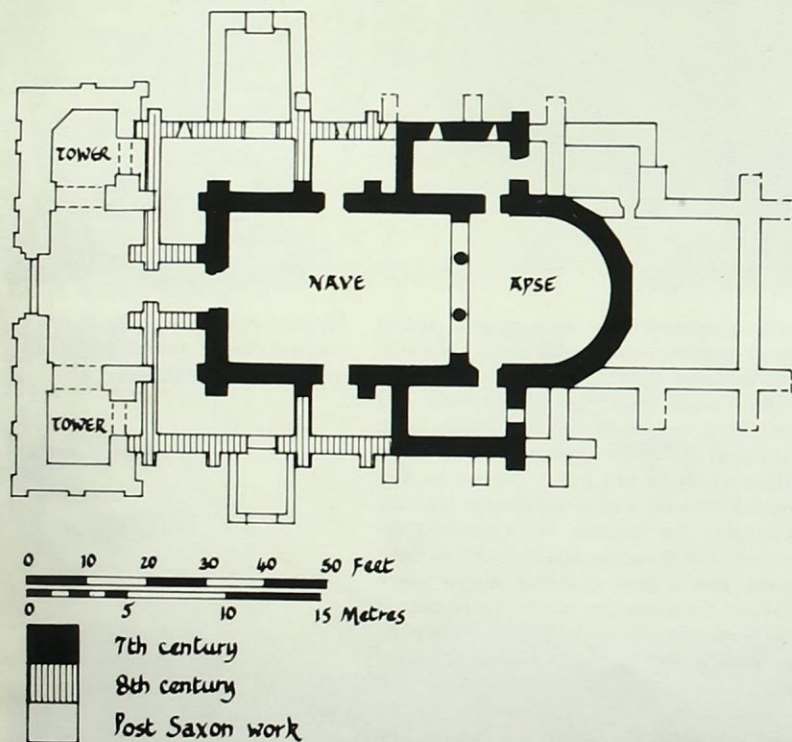 TOWER
NAVE
APSE
TOWER
0 10 20 30 40 50 Feet
0 5 10 15 Metres
7th century
8th century
Post Saxon work